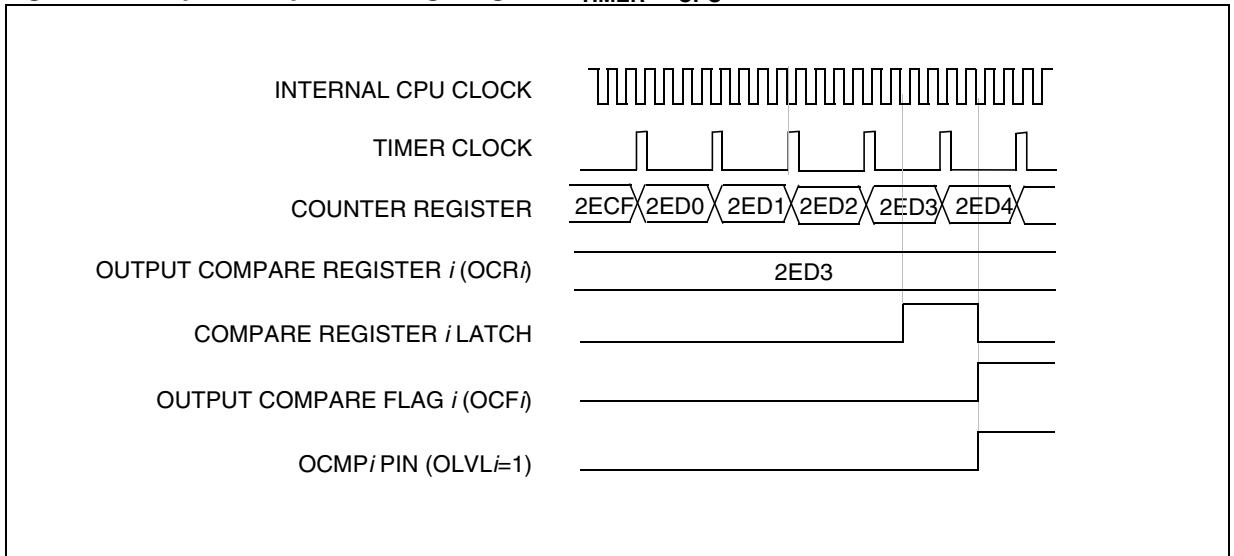 INTERNAL CPU CLOCK
TIMER CLOCK
COUNTER REGISTER 2ECF 2ED0 2ED1 2ED2 2ED3 2ED4
OUTPUT COMPARE REGISTER i (OCRi) 2ED3
COMPARE REGISTER i LATCH
OUTPUT COMPARE FLAG i (OCFi)
OCMPi PIN (OLVLi=1)